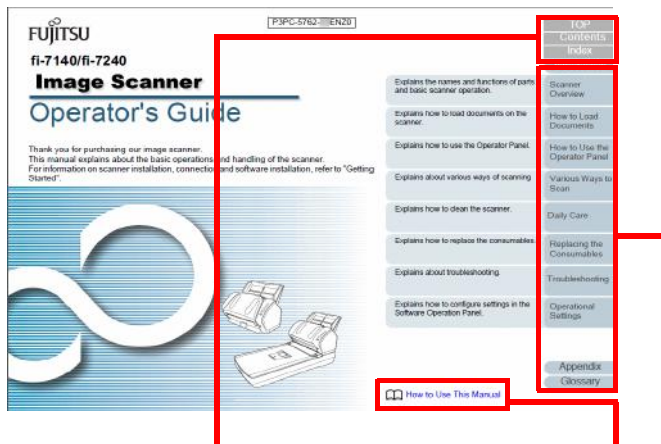 P3PC-5762- ENZ0
FUJITSU
fi-7140/fi-7240
Image Scanner
Operator's Guide
Thank you for purchasing our image scanner.
This manual explains about the basic operations and handling of the scanner.
For information on scanner installation, connection and software installation, refer to "Getting
Started".
TOP
Contents
Index
Explains the names and functions of parts
and basic scanner operation.
Scanner
Overview
Explains how to load documents on the
scanner.
How to Load
Documents
Explains how to use the Operator Panel.
How to Use the
Operator Panel
Explains about various ways of scanning
Various Ways to
Scan
Explains how to clean the scanner.
Daily Care
Explains how to replace the consumables.
Replacing the
Consumables
Explains about troubleshooting.
Troubleshooting
Explains how to configure settings in the
Software Operation Panel.
Operational
Settings
Appendix
Glossary
How to Use This Manual